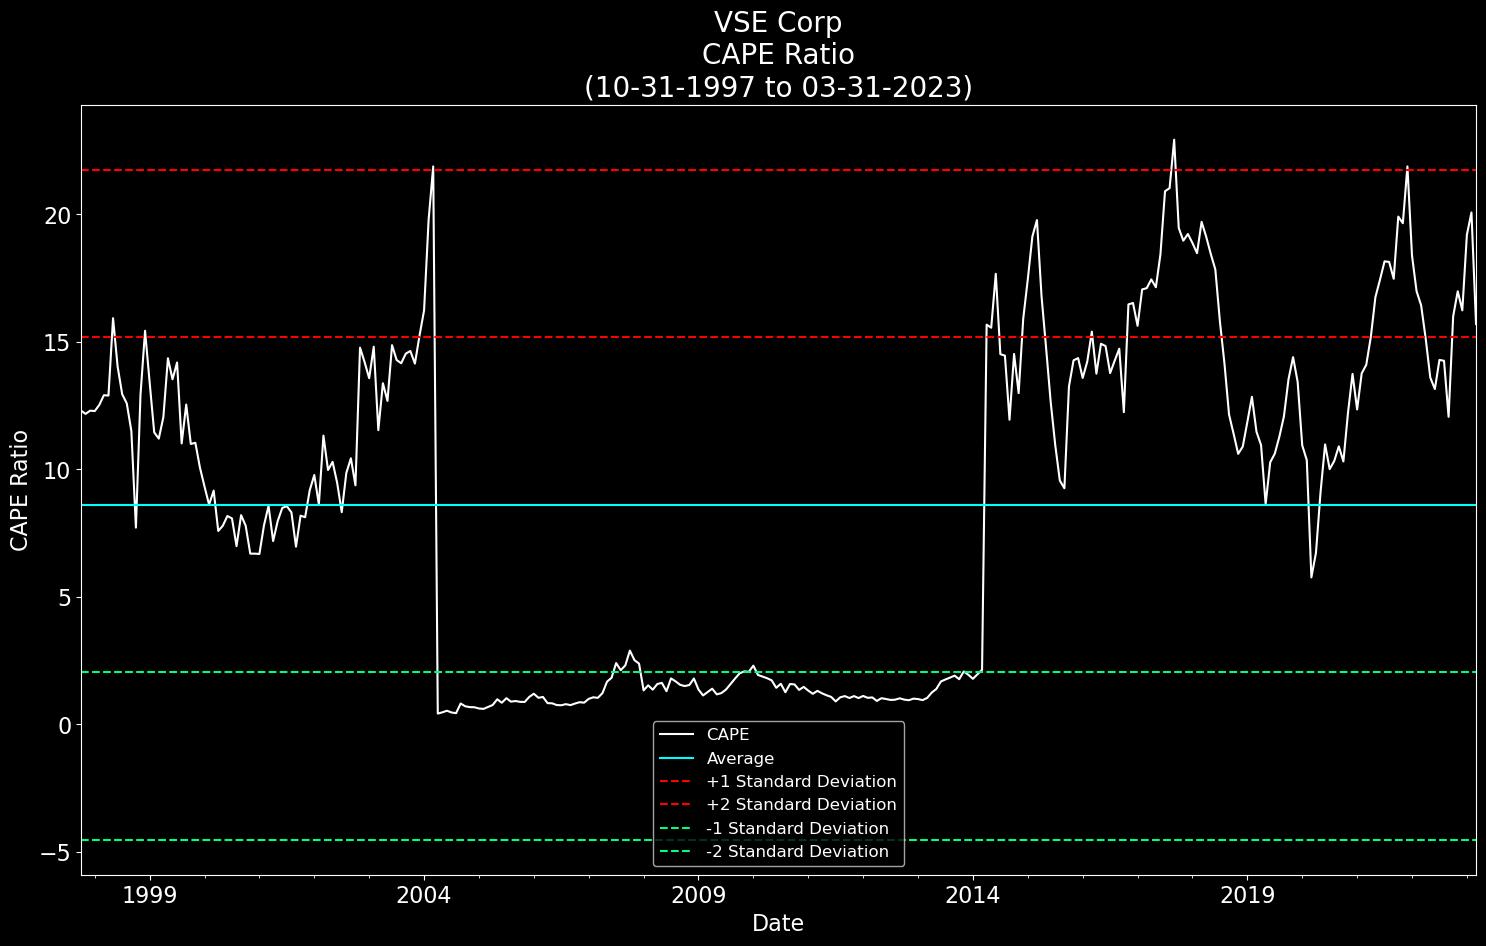 VSE Corp
CAPE Ratio
(10-31-1997 to 03-31-2023)
CAPE Ratio
20
15
10
5
0
−5
CAPE
Average
+1 Standard Deviation
+2 Standard Deviation
-1 Standard Deviation
-2 Standard Deviation
1999
2004
2009
2014
2019
Date